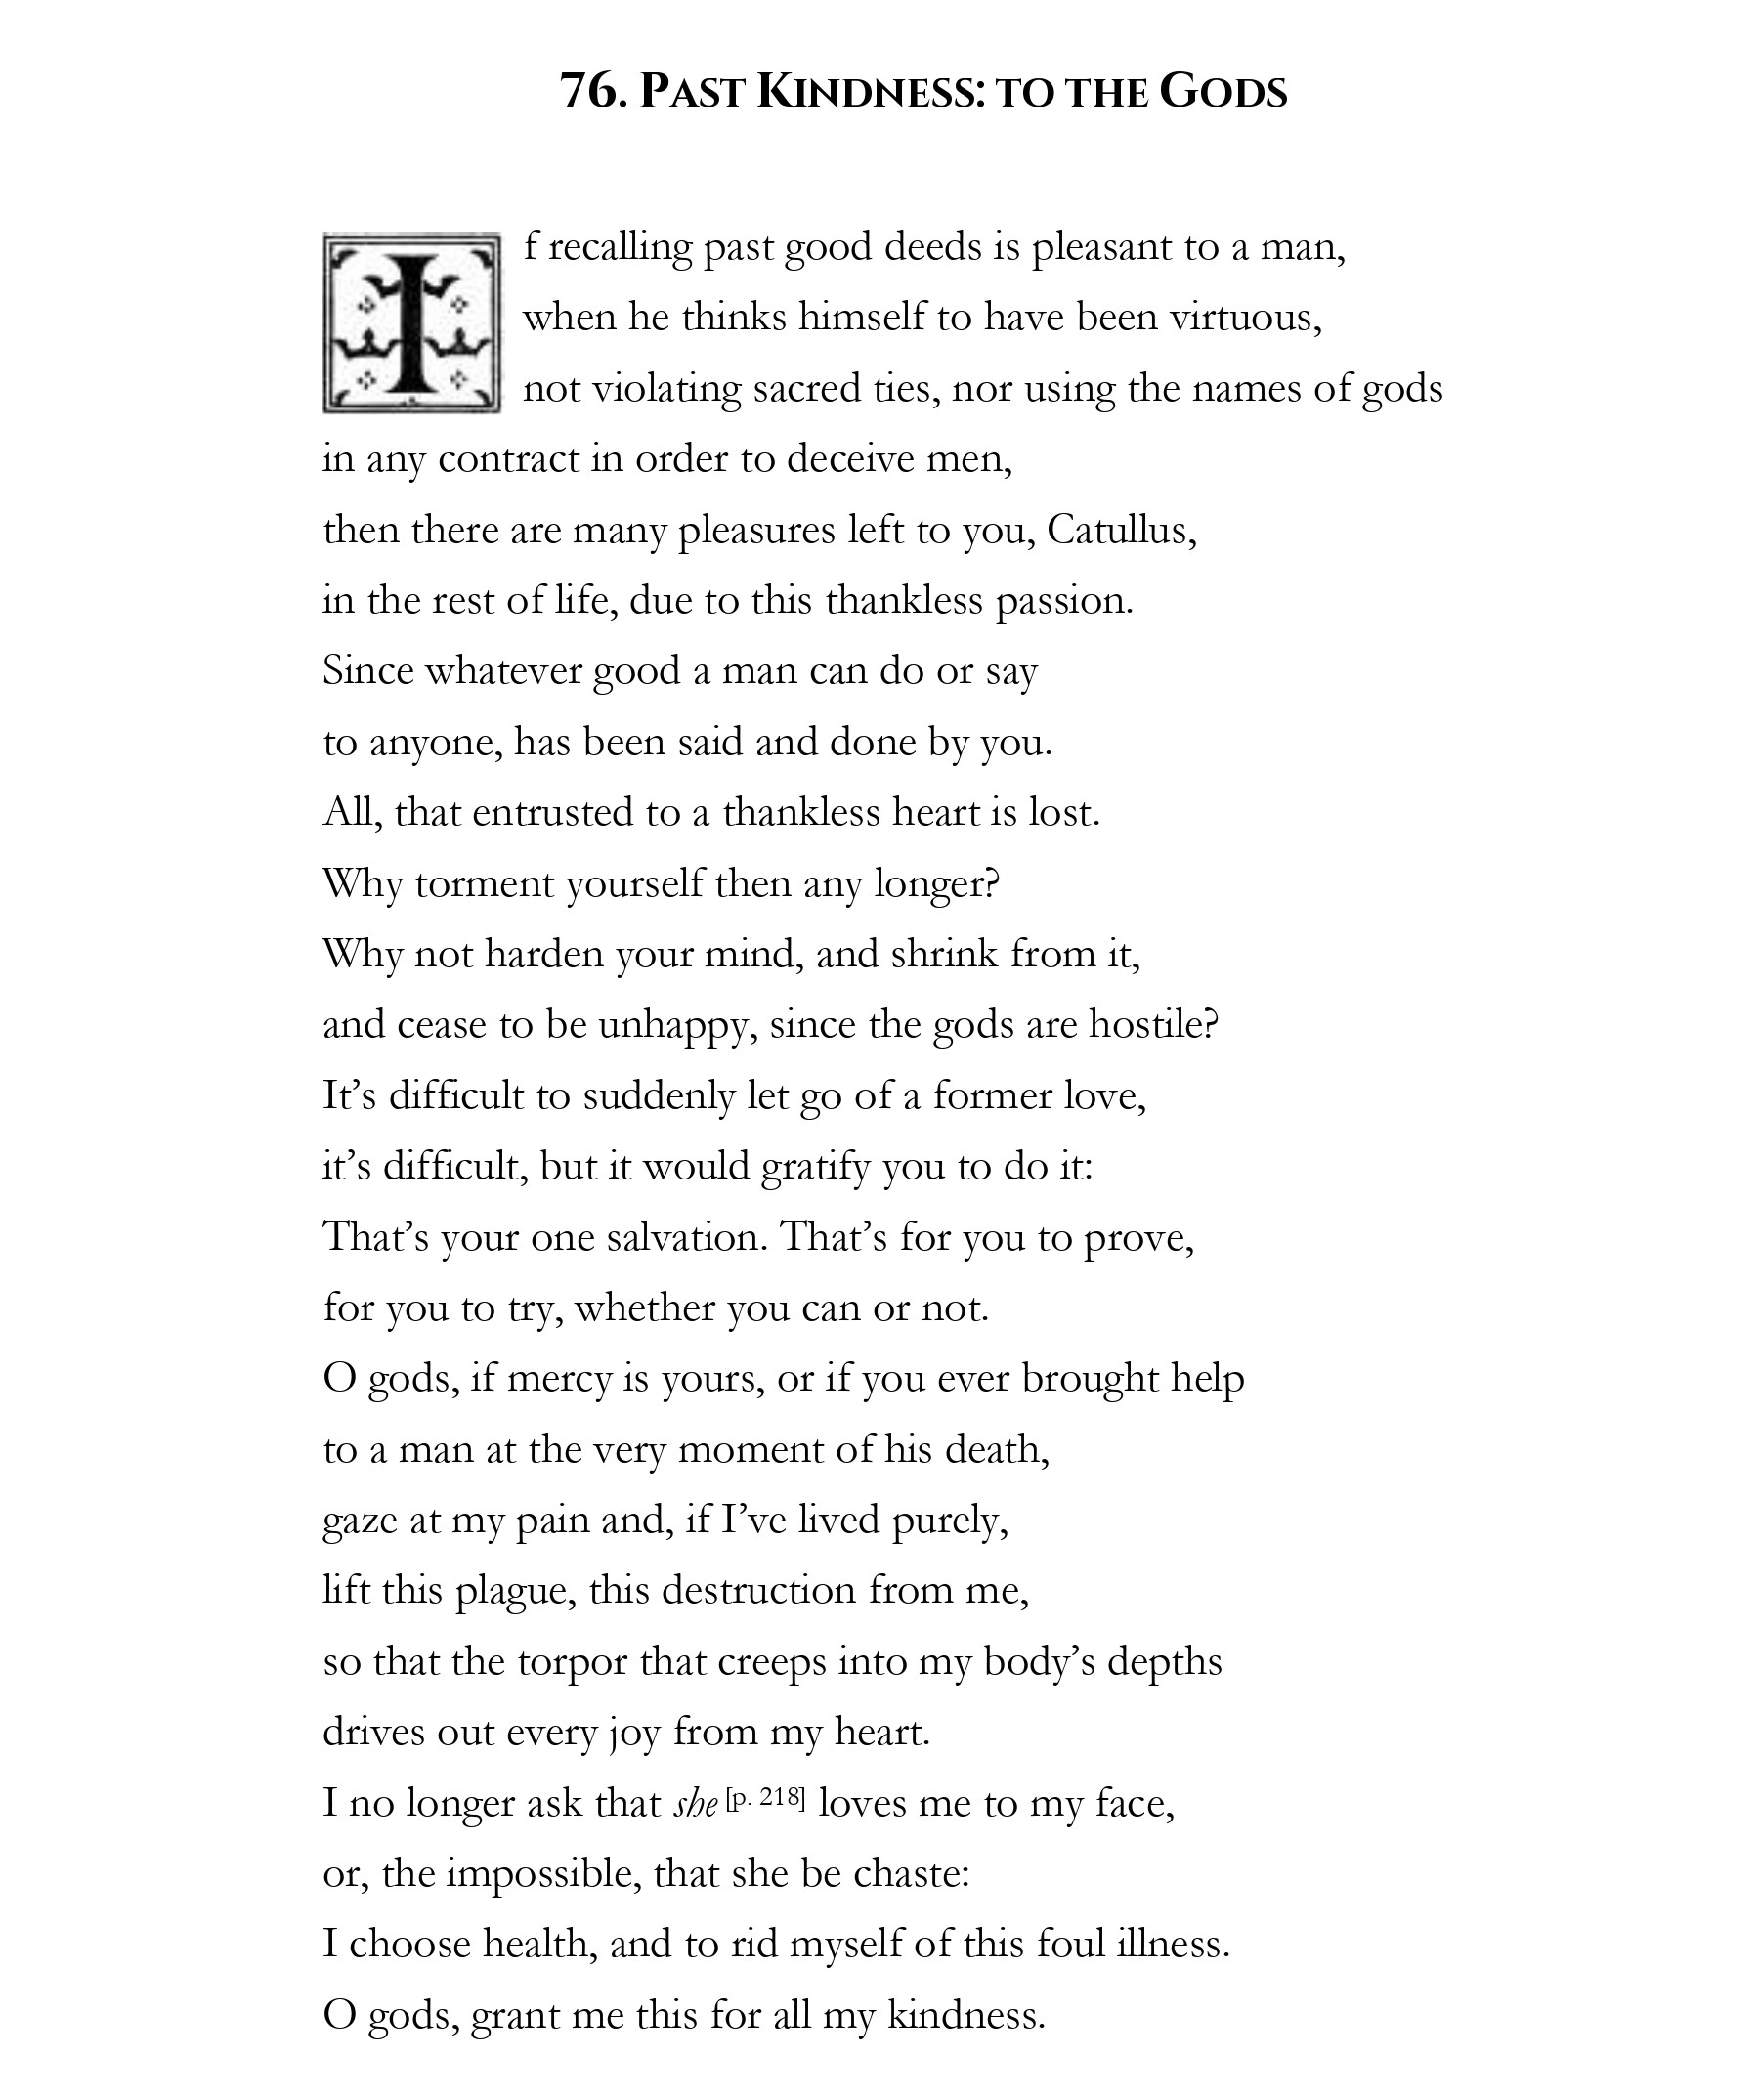 76. Past Kindness: to the Gods
If recalling past good deeds is pleasant to a man,
when he thinks himself to have been virtuous,
not violating sacred ties, nor using the names of gods
in any contract in order to deceive men,
then there are many pleasures left to you, Catullus,
in the rest of life, due to this thankless passion.
Since whatever good a man can do or say
to anyone, has been said and done by you.
All, that entrusted to a thankless heart is lost.
Why torment yourself then any longer?
Why not harden your mind, and shrink from it,
and cease to be unhappy, since the gods are hostile?
It’s difficult to suddenly let go of a former love,
it’s difficult, but it would gratify you to do it:
That’s your one salvation. That’s for you to prove,
for you to try, whether you can or not.
O gods, if mercy is yours, or if you ever brought help
to a man at the very moment of his death,
gaze at my pain and, if I’ve lived purely,
lift this plague, this destruction from me,
so that the torpor that creeps into my body’s depths
drives out every joy from my heart.
I no longer ask that she [p. 218] loves me to my face,
or, the impossible, that she be chaste:
I choose health, and to rid myself of this foul illness.
O gods, grant me this for all my kindness.